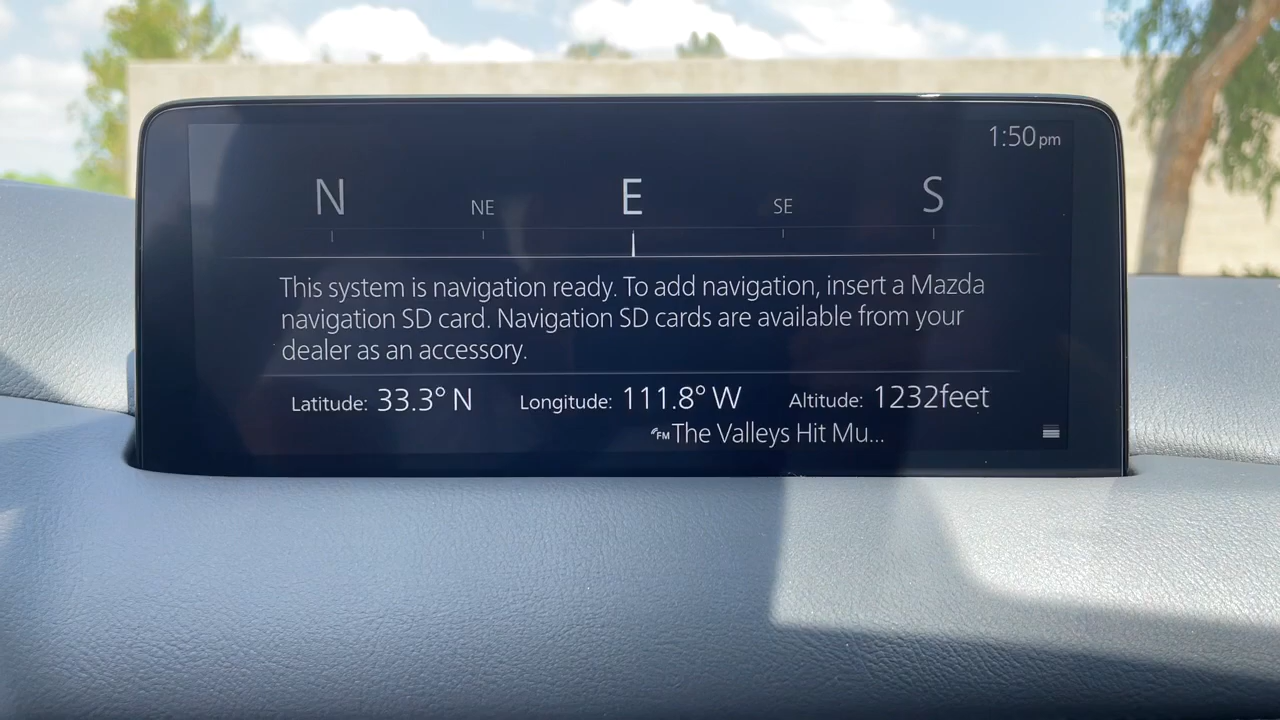 1:50pm
N NE E SE S
This system is navigation ready. To add navigation, insert a Mazda
navigation SD card. Navigation SD cards are available from your
dealer as an accessory.
Latitude: 33.3° N Longitude: 111.8° W Altitude: 1232feet
FM The Valleys Hit Mu...